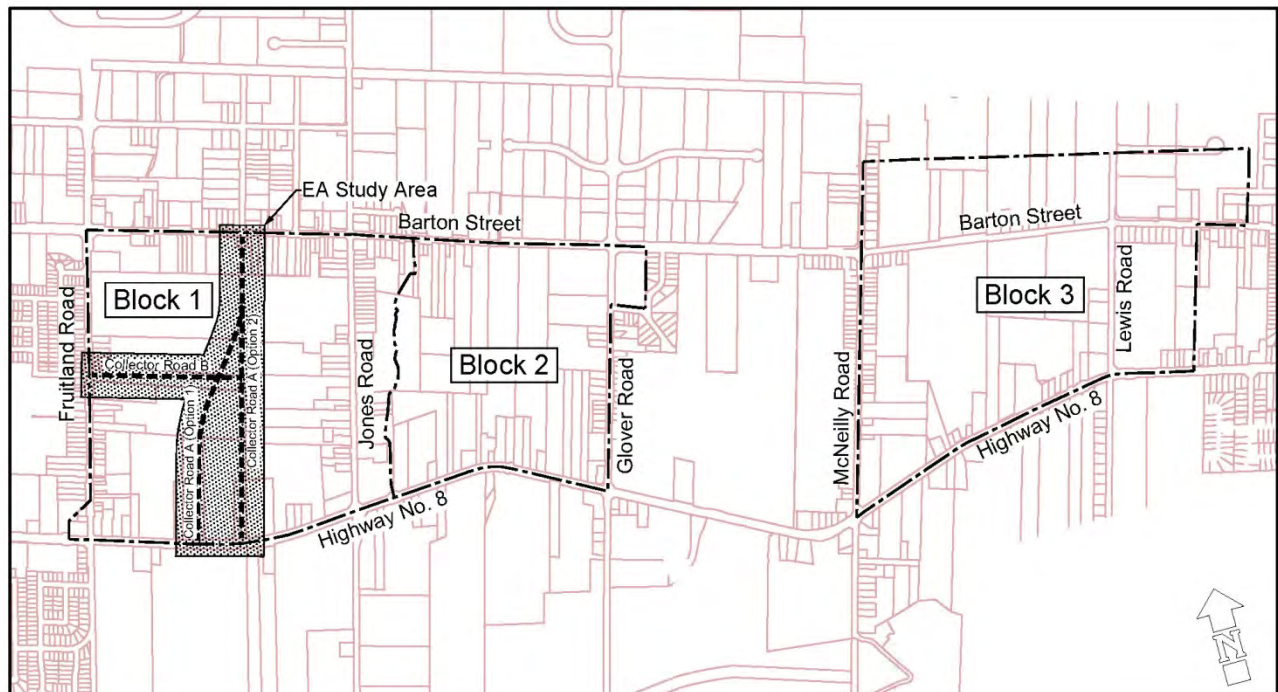 EA Study Area
Barton Street
Barton Street
Block 1
Block 2
Block 3
Fruitland Road
Collector Road B
Collector Road A (Option 1)
Collector Road A (Option 2)
Jones Road
Glover Road
McNeilly Road
Lewis Road
Highway No. 8
Highway No. 8
N